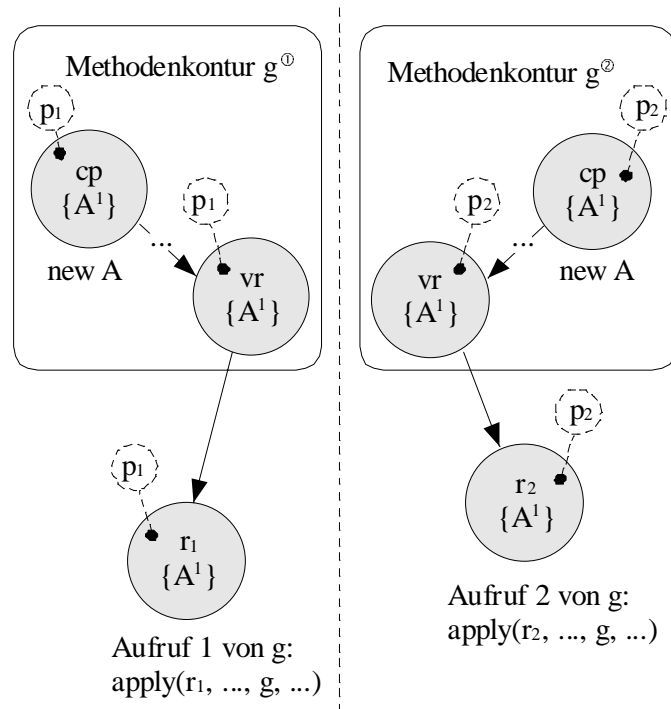 Methodenkontur g①
p₁
cp
{A¹}
new A
...
p₁
vr
{A¹}
p₁
r₁
{A¹}
Aufruf 1 von g:
apply(r₁, ..., g, ...)
Methodenkontur g②
p₂
cp
{A¹}
new A
...
p₂
vr
{A¹}
p₂
r₂
{A¹}
Aufruf 2 von g:
apply(r₂, ..., g, ...)